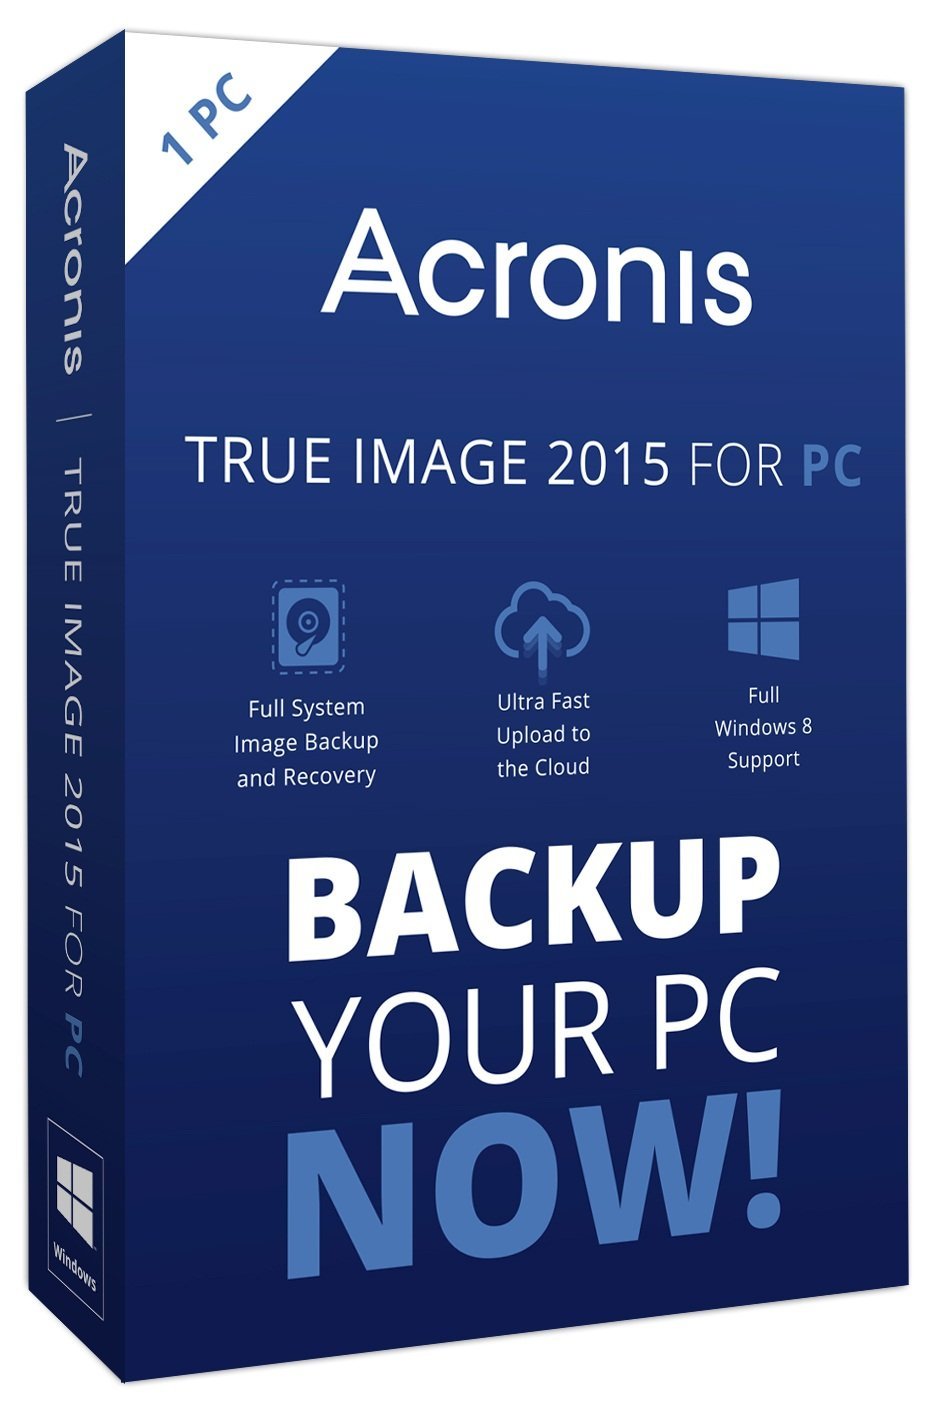 1 PC
Acronis
TRUE IMAGE 2015 FOR PC
Full System
Image Backup
and Recovery
Ultra Fast
Upload to
the Cloud
Full
Windows 8
Support
BACKUP
YOUR PC
NOW!
Acronis | TRUE IMAGE 2015 FOR PC
Windows